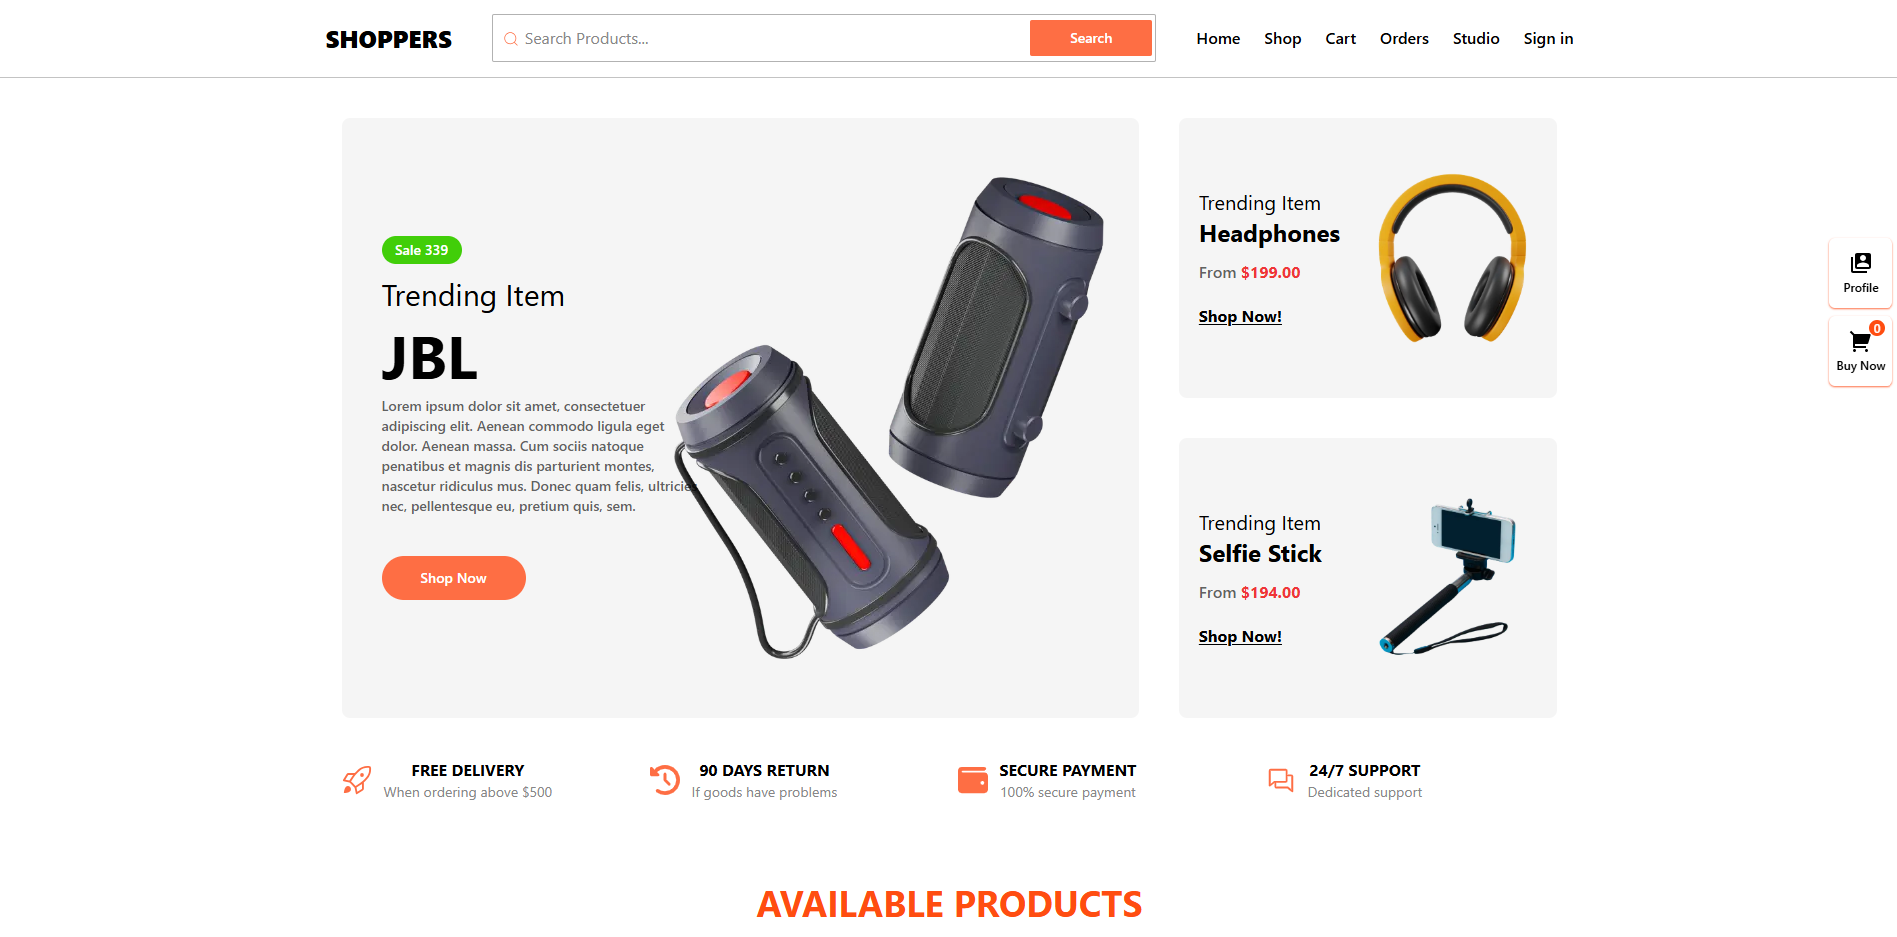 SHOPPERS
Search Products...
Search
Home
Shop
Cart
Orders
Studio
Sign in
Sale 339
Trending Item
JBL
Lorem ipsum dolor sit amet, consectetuer
adipiscing elit. Aenean commodo ligula eget
dolor. Aenean massa. Cum sociis natoque
penatibus et magnis dis parturient montes,
nascetur ridiculus mus. Donec quam felis, ultricies
nec, pellentesque eu, pretium quis, sem.
Shop Now
Trending Item
Headphones
From $199.00
Shop Now!
Trending Item
Selfie Stick
From $194.00
Shop Now!
Profile
0
Buy Now
FREE DELIVERY
When ordering above $500
90 DAYS RETURN
If goods have problems
SECURE PAYMENT
100% secure payment
24/7 SUPPORT
Dedicated support
AVAILABLE PRODUCTS